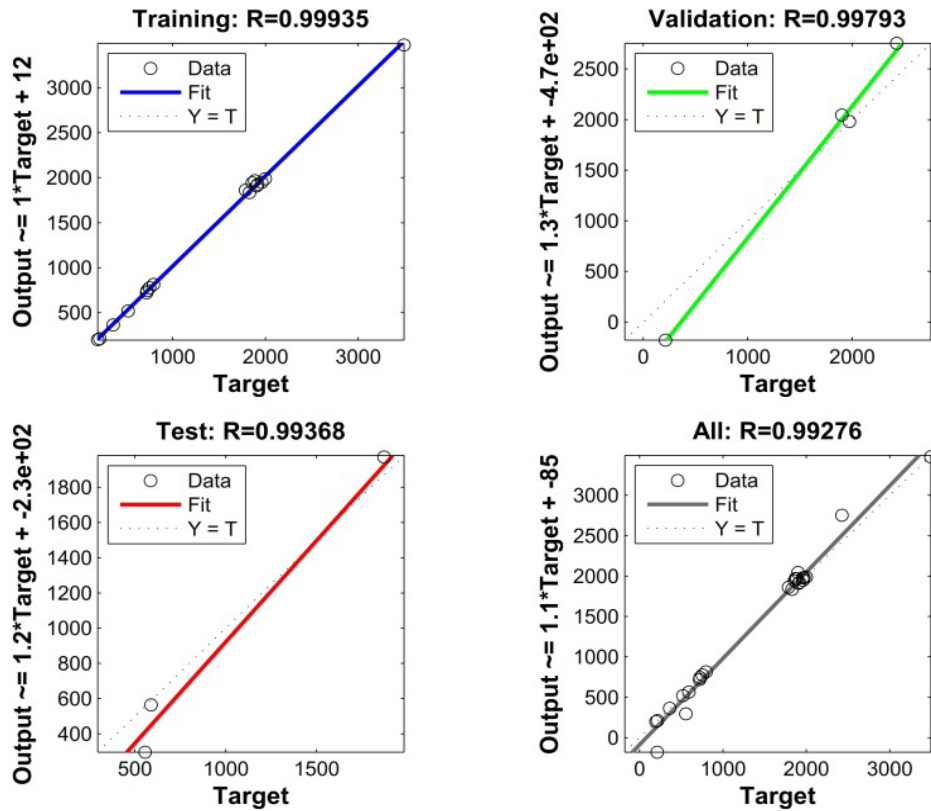 Training: R=0.99935
Output ~= 1*Target + 12
3500
3000
2500
2000
1500
1000
500
Data
Fit
Y = T
1000
2000
3000
Target
Validation: R=0.99793
Output ~= 1.3*Target + -4.7e+02
2500
2000
1500
1000
500
0
Data
Fit
Y = T
0
1000
2000
Target
Test: R=0.99368
Output ~= 1.2*Target + -2.3e+02
1800
1600
1400
1200
1000
800
600
400
Data
Fit
Y = T
500
1000
1500
Target
All: R=0.99276
Output ~= 1.1*Target + -85
3000
2500
2000
1500
1000
500
0
Data
Fit
Y = T
0
1000
2000
3000
Target